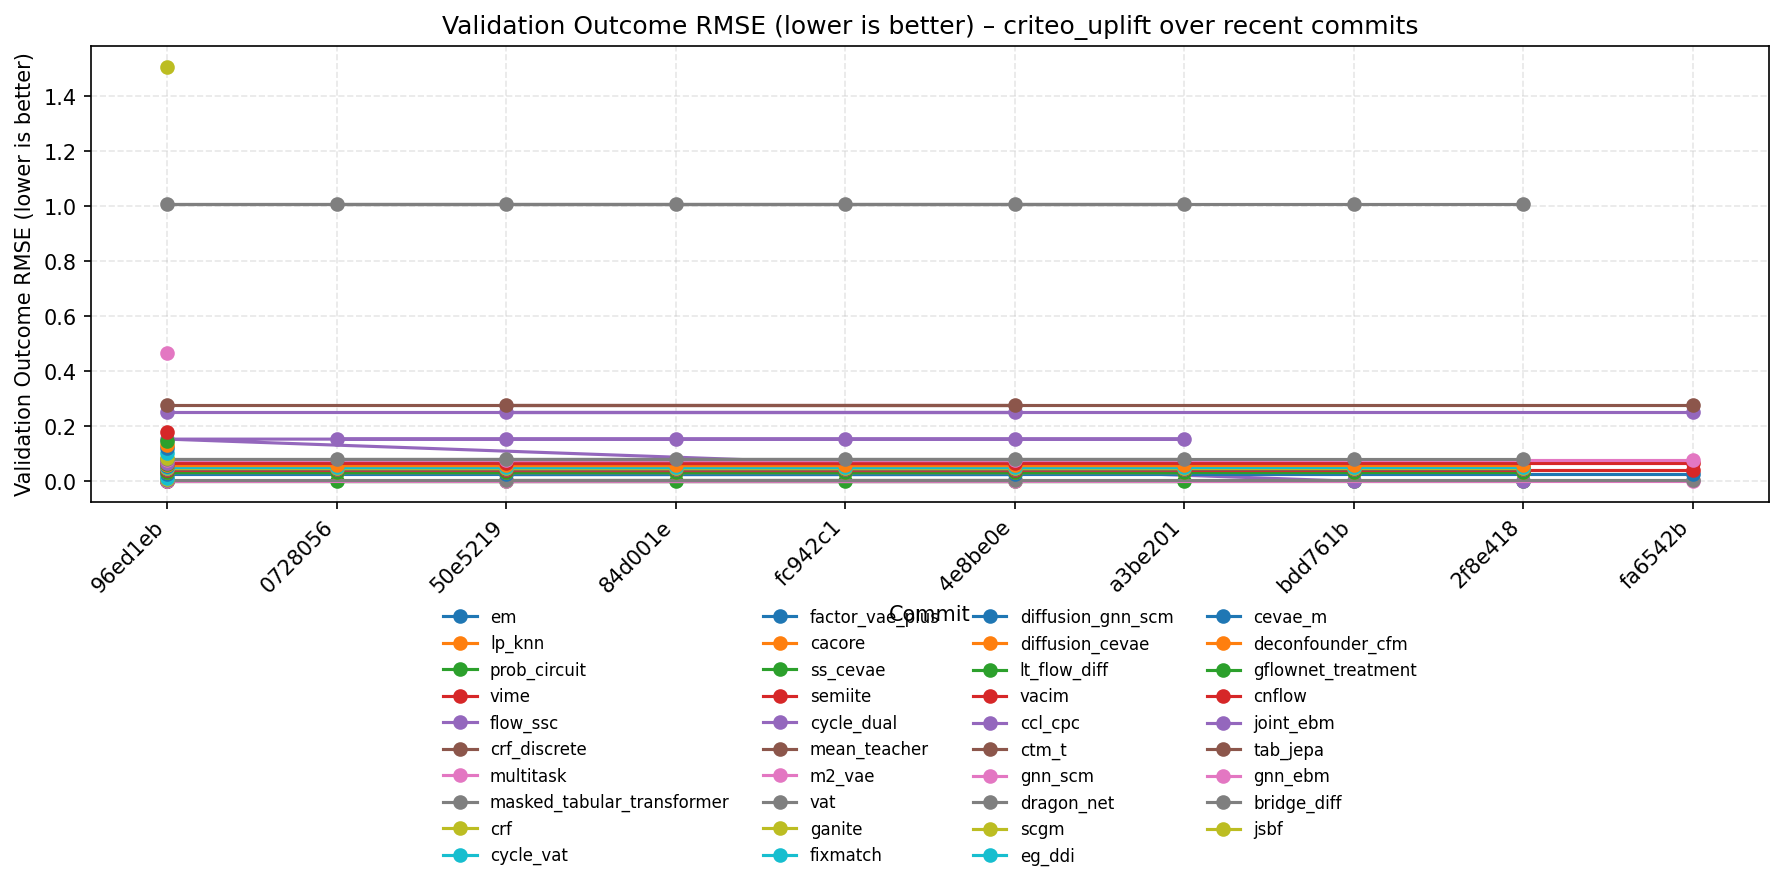 Validation Outcome RMSE (lower is better) – criteo_uplift over recent commits
Validation Outcome RMSE (lower is better)
1.4
1.2
1.0
0.8
0.6
0.4
0.2
0.0
96ed1eb
0728056
50e5219
84d001e
fc942c1
4e8be0e
a3be201
bdd761b
2f8e418
fa6542b
Commit
em
lp_knn
prob_circuit
vime
flow_ssc
crf_discrete
multitask
masked_tabular_transformer
crf
cycle_vat
factor_vae_plus
cacore
ss_cevae
semiite
cycle_dual
mean_teacher
m2_vae
vat
ganite
fixmatch
diffusion_gnn_scm
diffusion_cevae
lt_flow_diff
vacim
ccl_cpc
ctm_t
gnn_scm
dragon_net
scgm
eg_ddi
cevae_m
deconfounder_cfm
gflownet_treatment
cnflow
joint_ebm
tab_jepa
gnn_ebm
bridge_diff
jsbf